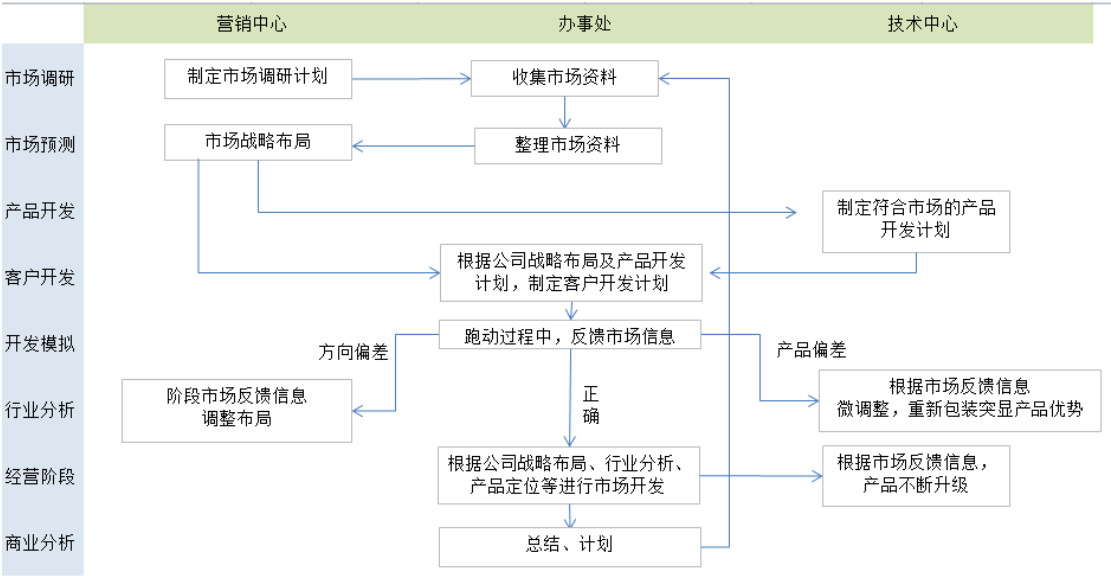 营销中心 办事处 技术中心
市场调研 制定市场调研计划 收集市场资料
市场预测 市场战略布局 整理市场资料
产品开发 制定符合市场的产品
开发计划
客户开发 根据公司战略布局及产品开发
计划，制定客户开发计划
开发模拟 跑动过程中，反馈市场信息
方向偏差 产品偏差
行业分析 阶段市场反馈信息
调整布局
正
确
根据市场反馈信息
微调整，重新包装突显产品优势
经营阶段 根据公司战略布局、行业分析、
产品定位等进行市场开发
根据市场反馈信息，
产品不断升级
商业分析 总结、计划